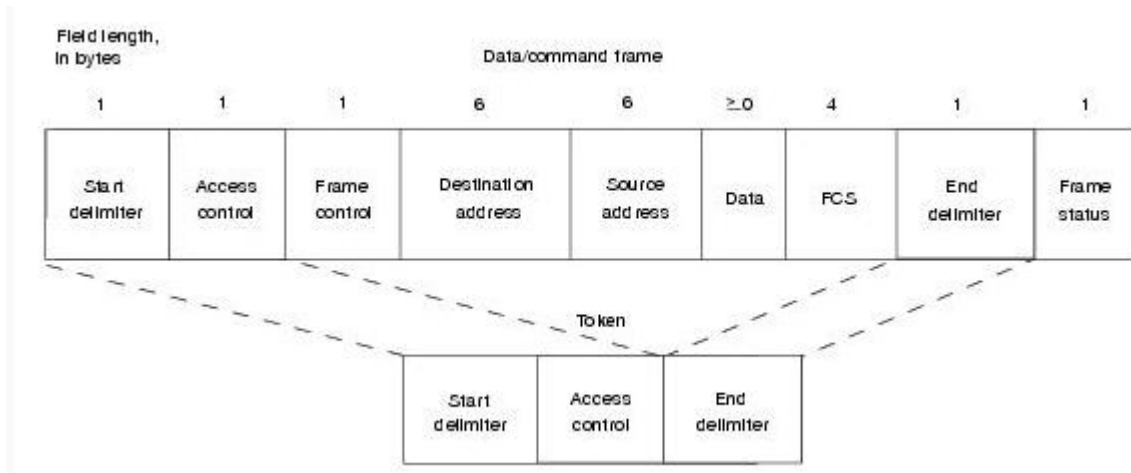 Field length,
in bytes
Data/command frame
1 1 1 6 6 ≥0 4 1 1
Start
delimiter
Access
control
Frame
control
Destination
address
Source
address
Data
FCS
End
delimiter
Frame
status
Token
Start
delimiter
Access
control
End
delimiter